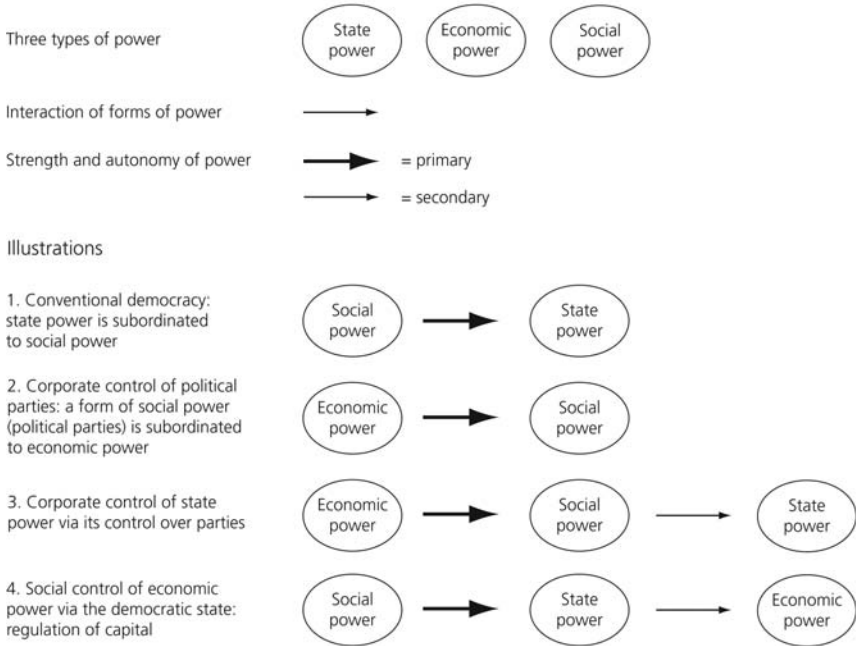 Three types of power
State
power
Economic
power
Social
power
Interaction of forms of power
Strength and autonomy of power
= primary
= secondary
Illustrations
1. Conventional democracy:
state power is subordinated
to social power
Social
power
State
power
2. Corporate control of political
parties: a form of social power
(political parties) is subordinated
to economic power
Economic
power
Social
power
3. Corporate control of state
power via its control over parties
Economic
power
Social
power
State
power
4. Social control of economic
power via the democratic state:
regulation of capital
Social
power
State
power
Economic
power